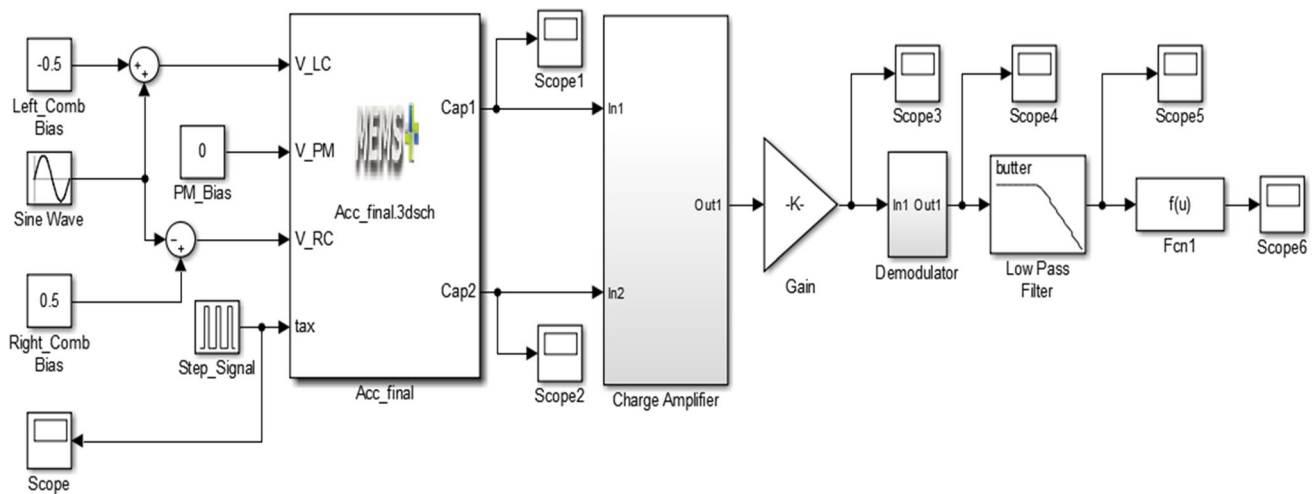 -0.5
Left_Comb
Bias
+
+
Sine Wave
0
PM_Bias
-
+
0.5
Right_Comb
Bias
Step_Signal
Scope
V_LC
V_PM
V_RC
tax
MEMS+
Acc_final.3dsch
Cap1
Cap2
Acc_final
Scope1
Scope2
In1
In2
Out1
Charge Amplifier
-K-
Gain
Scope3
In1 Out1
Demodulator
Scope4
butter
Low Pass
Filter
Scope5
f(u)
Fcn1
Scope6